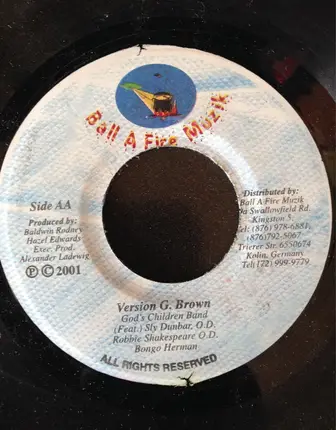 Ball A Fire Muzik
Side AA
Produced by:
Baldwin Rodney
Hazel Edwards
Exec. Prod.
Alexander Ladewig
Ⓟ © 2001
Distributed by:
Ball A Fire Muzik
Swallowfield Rd.
Kingston 5
Tel: (876) 978-6881,
(876)792-5067
Trierer Str. 6550674
Koln, Germany
Tel (72) 999-9779
Version G. Brown
God's Children Band
(Feat.) Sly Dunbar, O.D.
Robbie Shakespeare O.D.
Bongo Herman
ALL RIGHTS RESERVED